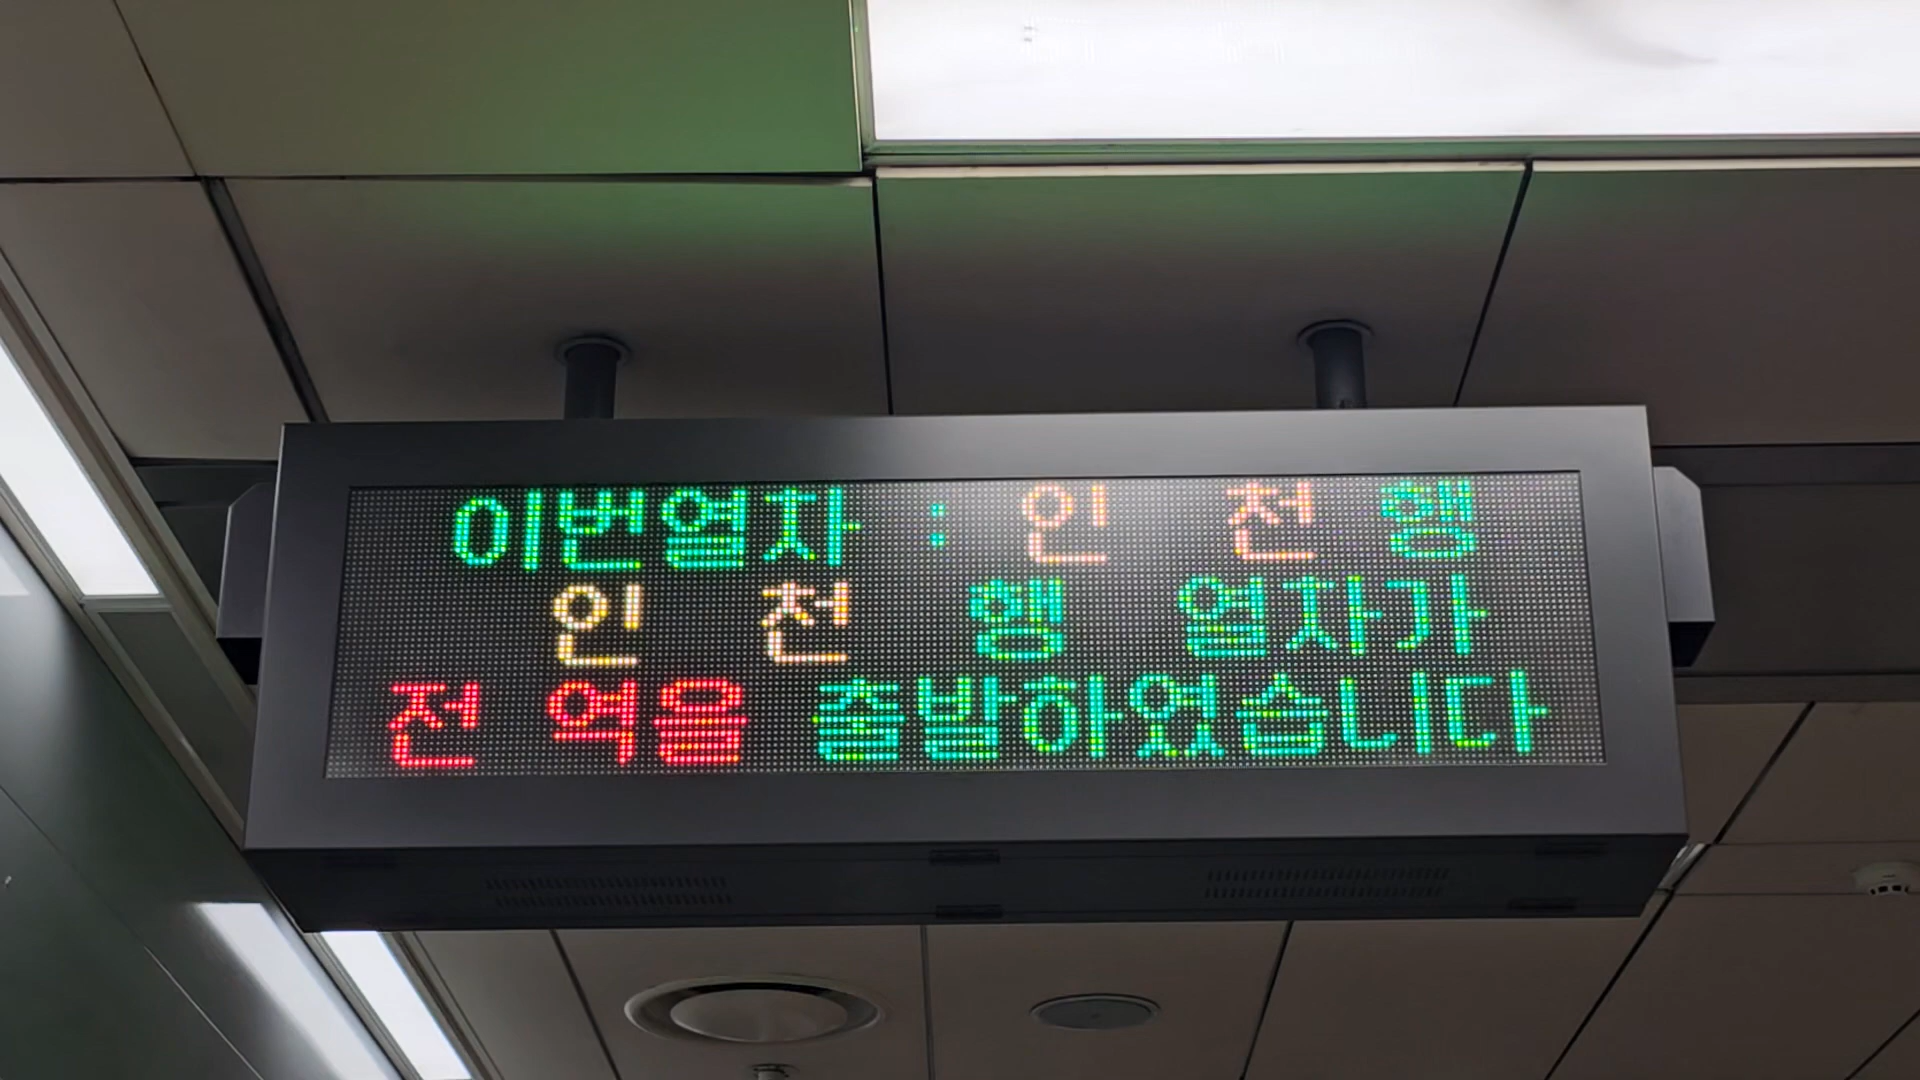 이번열차 : 인 천 행
인 천 행 열차가
전 역을 출발하였습니다